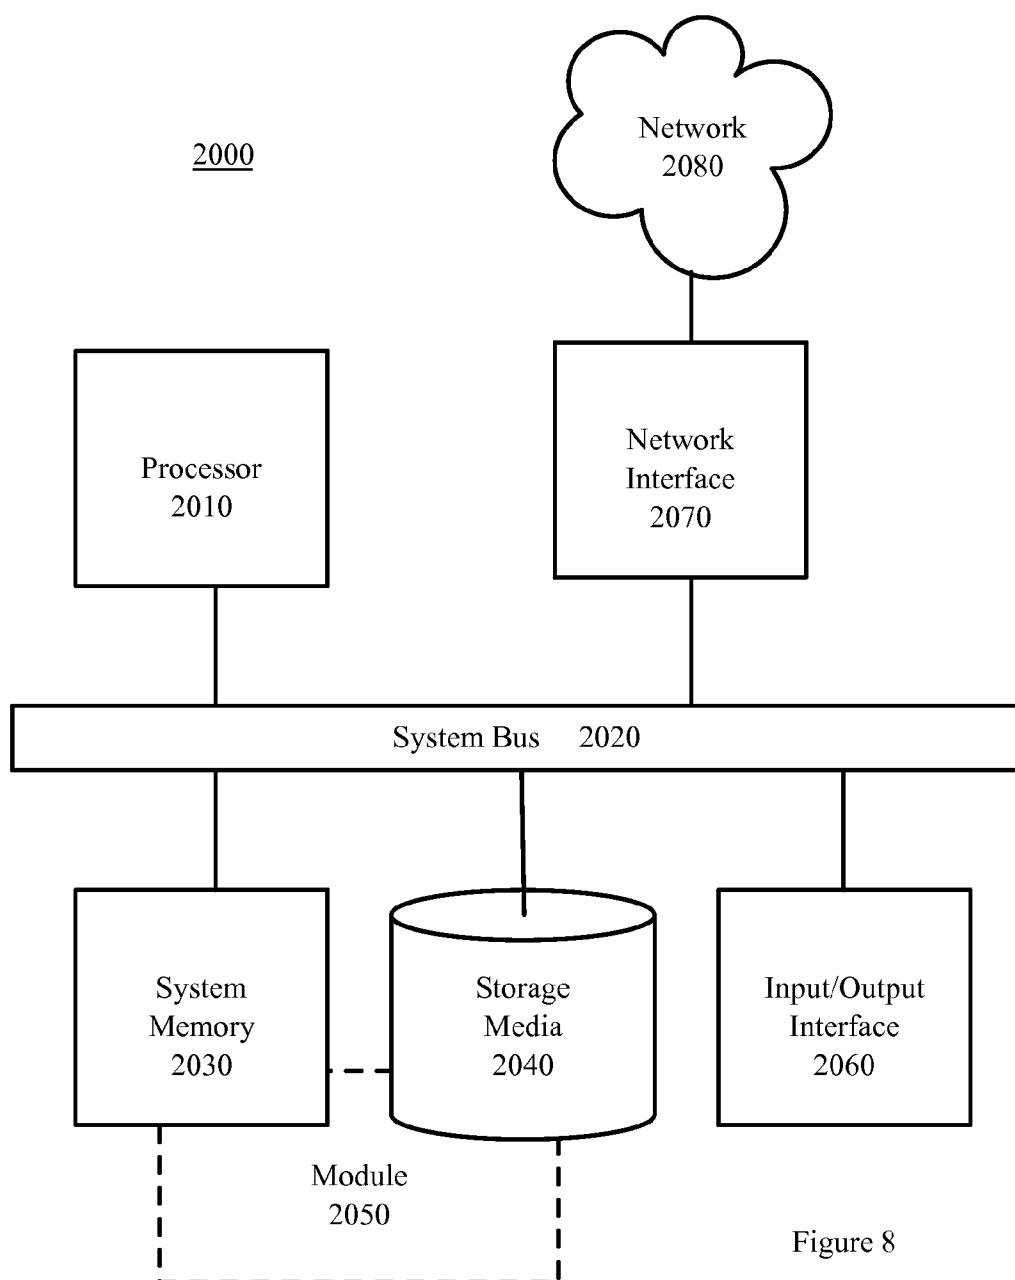 2000
Network
2080
Processor
2010
Network
Interface
2070
System Bus 2020
System
Memory
2030
Storage
Media
2040
Input/Output
Interface
2060
Module
2050
Figure 8